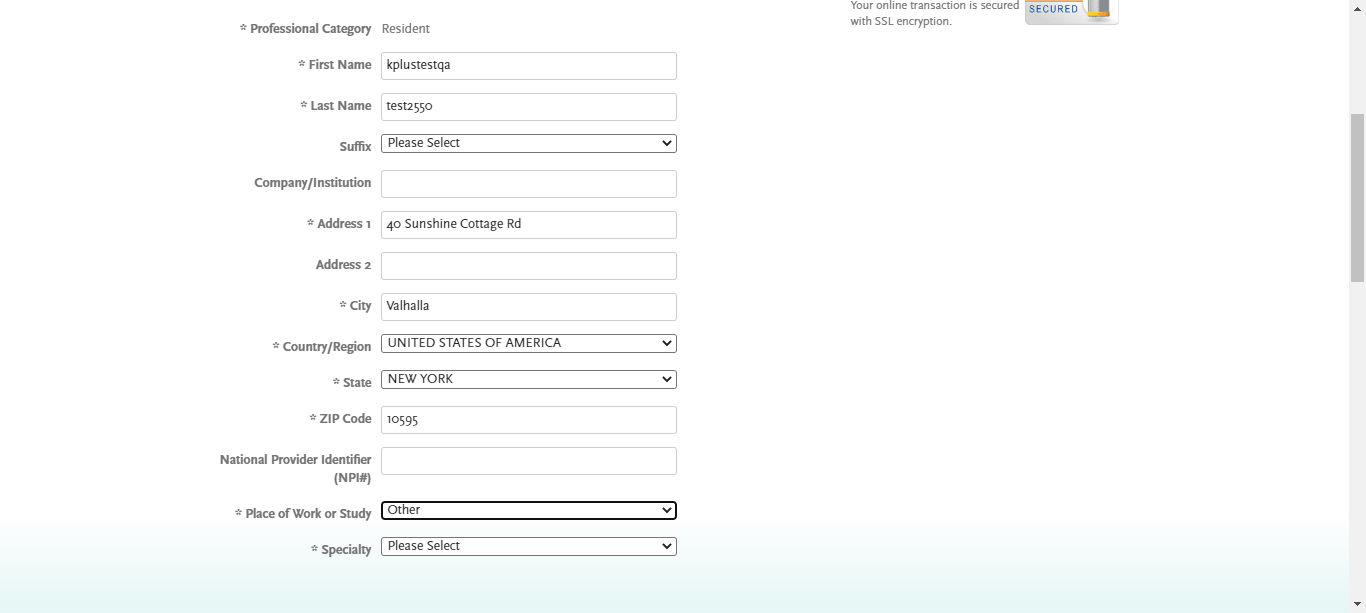 Your online transaction is secured
with SSL encryption.
SECURED
* Professional Category Resident
* First Name kplustestqa
* Last Name test2550
Suffix Please Select
Company/Institution
* Address 1 40 Sunshine Cottage Rd
Address 2
* City Valhalla
* Country/Region UNITED STATES OF AMERICA
* State NEW YORK
* ZIP Code 10595
National Provider Identifier
(NPI#)
* Place of Work or Study Other
* Specialty Please Select